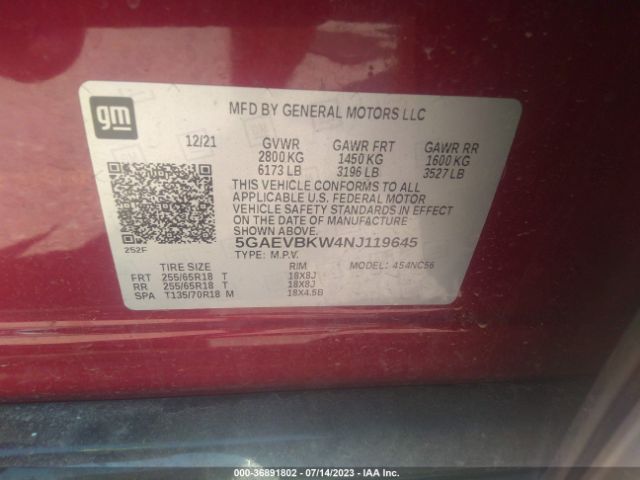 gm
MFD BY GENERAL MOTORS LLC
12/21 GVWR GAWR FRT GAWR RR
2800 KG 1450 KG 1600 KG
6173 LB 3196 LB 3527 LB
THIS VEHICLE CONFORMS TO ALL
APPLICABLE U.S. FEDERAL MOTOR
VEHICLE SAFETY STANDARDS IN EFFECT
ON THE DATE OF MANUFACTURE
SHOWN ABOVE.
252F
5GAEVBKW4NJ119645
TYPE: M.P.V. MODEL: 4S4NC56
TIRE SIZE RIM
FRT 255/65R18 T 18X8J
RR 255/65R18 T 18X8J
SPA T135/70R18 M 18X4.5B
000-36891802 - 07/14/2023 - IAA Inc.